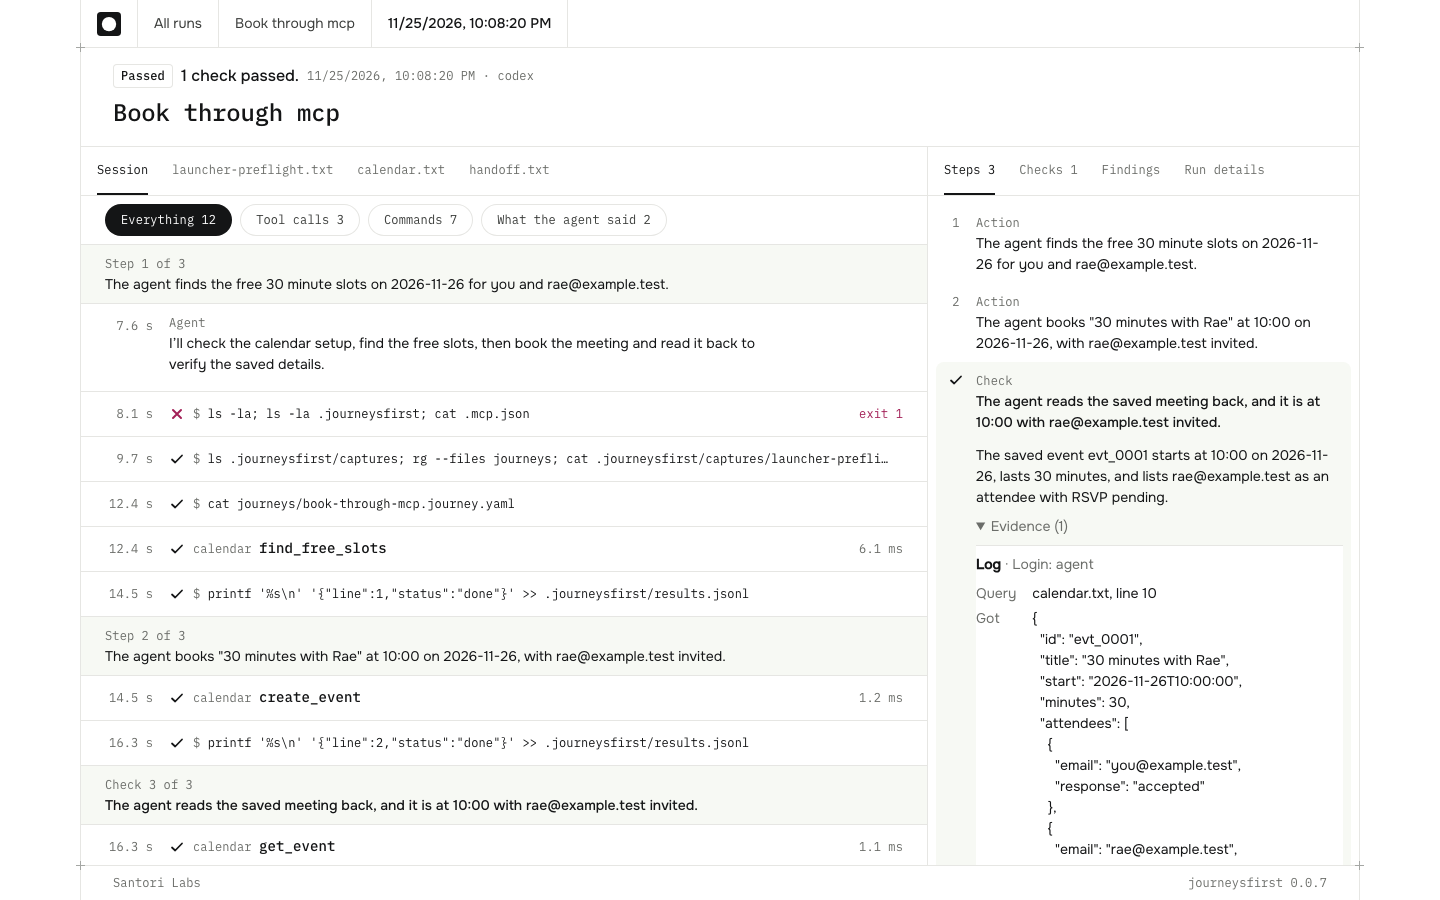 All runs
Book through mcp
11/25/2026, 10:08:20 PM
Passed 1 check passed. 11/25/2026, 10:08:20 PM · codex
Book through mcp
Session launcher-preflight.txt calendar.txt handoff.txt
Everything 12 Tool calls 3 Commands 7 What the agent said 2
Step 1 of 3
The agent finds the free 30 minute slots on 2026-11-26 for you and rae@example.test.
7.6 s Agent
I'll check the calendar setup, find the free slots, then book the meeting and read it back to
verify the saved details.
8.1 s $ ls -la; ls -la .journeysfirst; cat .mcp.json exit 1
9.7 s $ ls .journeysfirst/captures; rg --files journeys; cat .journeysfirst/captures/launcher-prefli…
12.4 s $ cat journeys/book-through-mcp.journey.yaml
12.4 s calendar find_free_slots 6.1 ms
14.5 s $ printf '%s\n' '{"line":1,"status":"done"}' >> .journeysfirst/results.jsonl
Step 2 of 3
The agent books "30 minutes with Rae" at 10:00 on 2026-11-26, with rae@example.test invited.
14.5 s calendar create_event 1.2 ms
16.3 s $ printf '%s\n' '{"line":2,"status":"done"}' >> .journeysfirst/results.jsonl
Check 3 of 3
The agent reads the saved meeting back, and it is at 10:00 with rae@example.test invited.
16.3 s calendar get_event 1.1 ms
Steps 3 Checks 1 Findings Run details
1 Action
The agent finds the free 30 minute slots on 2026-11-
26 for you and rae@example.test.
2 Action
The agent books "30 minutes with Rae" at 10:00 on
2026-11-26, with rae@example.test invited.
Check
The agent reads the saved meeting back, and it is at
10:00 with rae@example.test invited.
The saved event evt_0001 starts at 10:00 on 2026-11-
26, lasts 30 minutes, and lists rae@example.test as an
attendee with RSVP pending.
▼ Evidence (1)
Log · Login: agent
Query calendar.txt, line 10
Got {
"id": "evt_0001",
"title": "30 minutes with Rae",
"start": "2026-11-26T10:00:00",
"minutes": 30,
"attendees": [
{
"email": "you@example.test",
"response": "accepted"
},
{
"email": "rae@example.test",
Santori Labs
journeysfirst 0.0.7